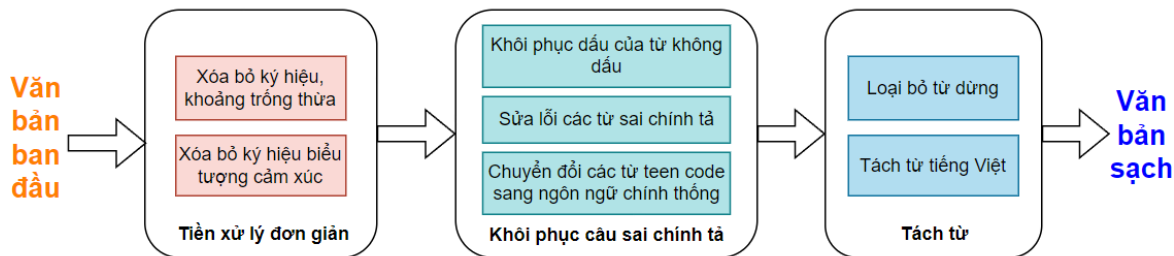 Văn
bản
ban
đầu
Xóa bỏ ký hiệu,
khoảng trống thừa
Xóa bỏ ký hiệu biểu
tượng cảm xúc
Tiền xử lý đơn giản
Khôi phục dấu của từ không
dấu
Sửa lỗi các từ sai chính tả
Chuyển đổi các từ teen code
sang ngôn ngữ chính thống
Khôi phục câu sai chính tả
Loại bỏ từ dừng
Tách từ tiếng Việt
Tách từ
Văn
bản
sạch